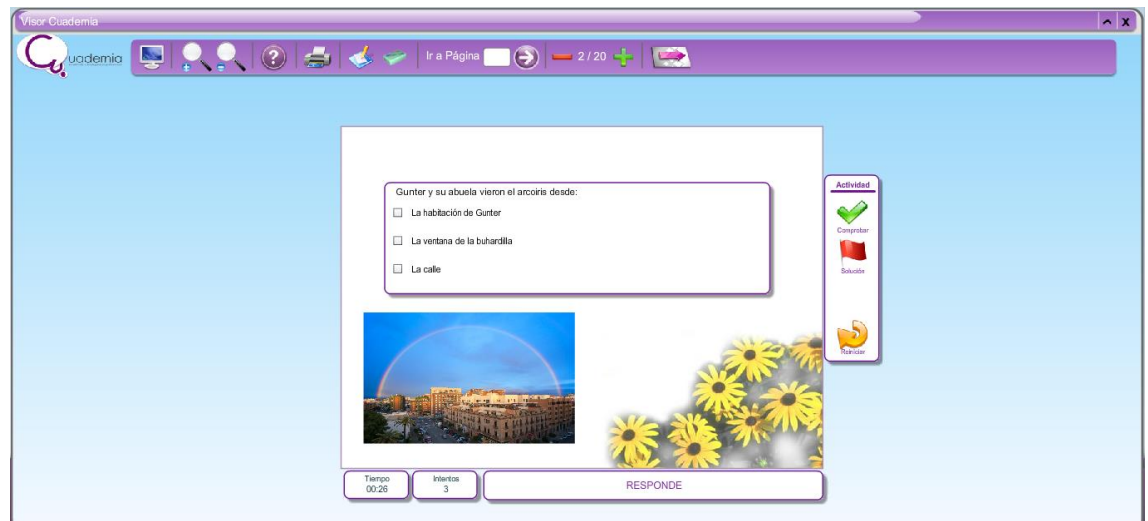 Visor Cuadernia
X
Cuadernia
Ir a Página
2 / 20
Gunter y su abuela vieron el arcoiris desde:
La habitación de Gunter
La ventana de la buhardilla
La calle
Actividad
Comprobar
Solución
Reiniciar
Tiempo
00:26
Intentos
3
RESPONDE